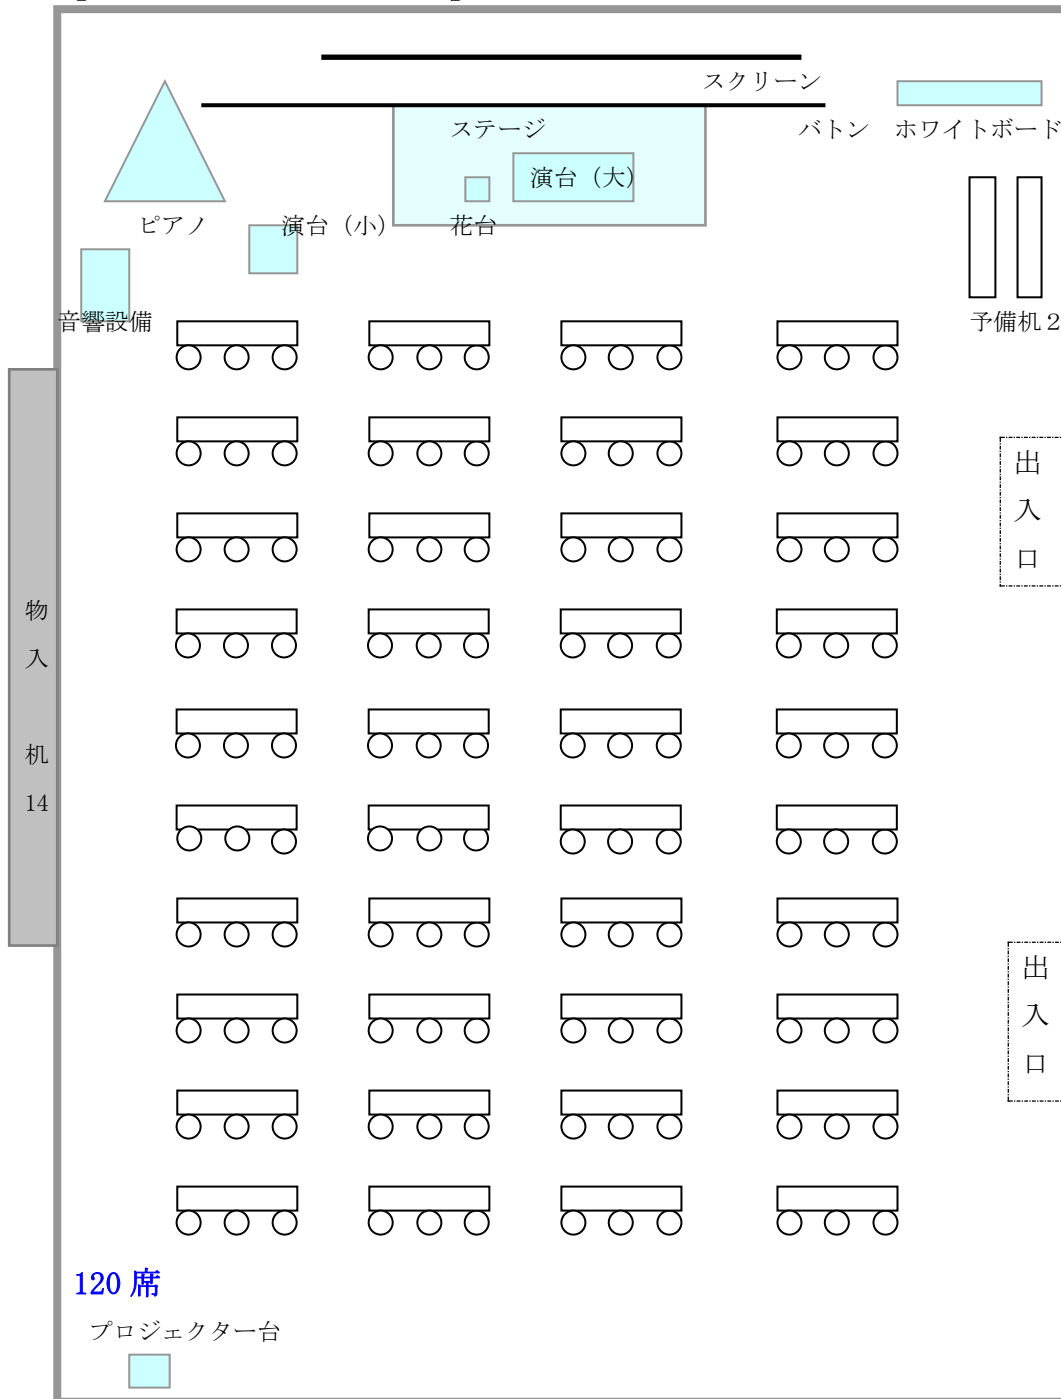 スクリーン
ステージ
バトン
ホワイトボード
演台（大）
ピアノ
演台（小）
花台
音響設備
予備机２
出入口
物入 机 14
出入口
120 席
プロジェクター台